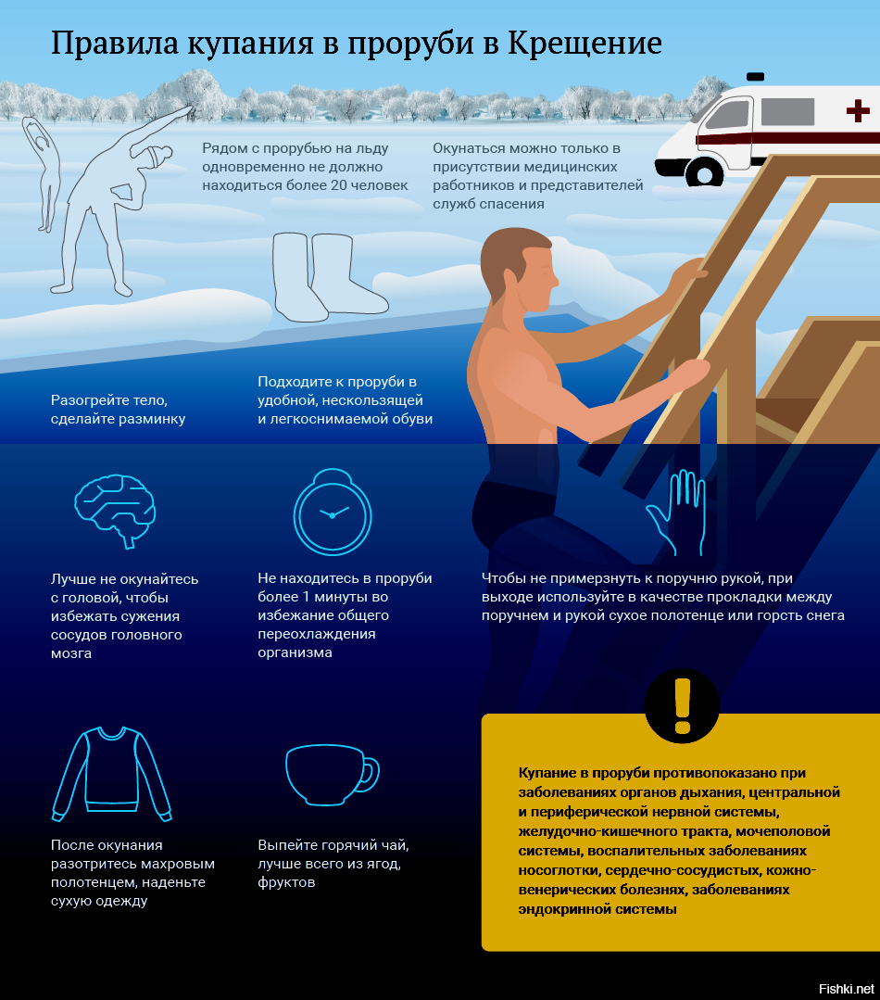 Правила купания в проруби в Крещение
Рядом с прорубью на льду
одновременно не должно
находиться более 20 человек
Окунаться можно только в
присутствии медицинских
работников и представителей
служб спасения
Разогрейте тело,
сделайте разминку
Подходите к проруби в
удобной, нескользящей
и легкоснимаемой обуви
Лучше не окунайтесь
с головой, чтобы
избежать сужения
сосудов головного
мозга
Не находитесь в проруби
более 1 минуты во
избежание общего
переохлаждения
организма
Чтобы не примерзнуть к поручню рукой, при
выходе используйте в качестве прокладки между
поручнем и рукой сухое полотенце или горсть снега
После окунания
разотритесь махровым
полотенцем, наденьте
сухую одежду
Выпейте горячий чай,
лучше всего из ягод,
фруктов
Купание в проруби противопоказано при
заболеваниях органов дыхания, центральной
и периферической нервной системы,
желудочно-кишечного тракта, мочеполовой
системы, воспалительных заболеваниях
носоглотки, сердечно-сосудистых, кожно-
венерических болезнях, заболеваниях
эндокринной системы
Fishki.net